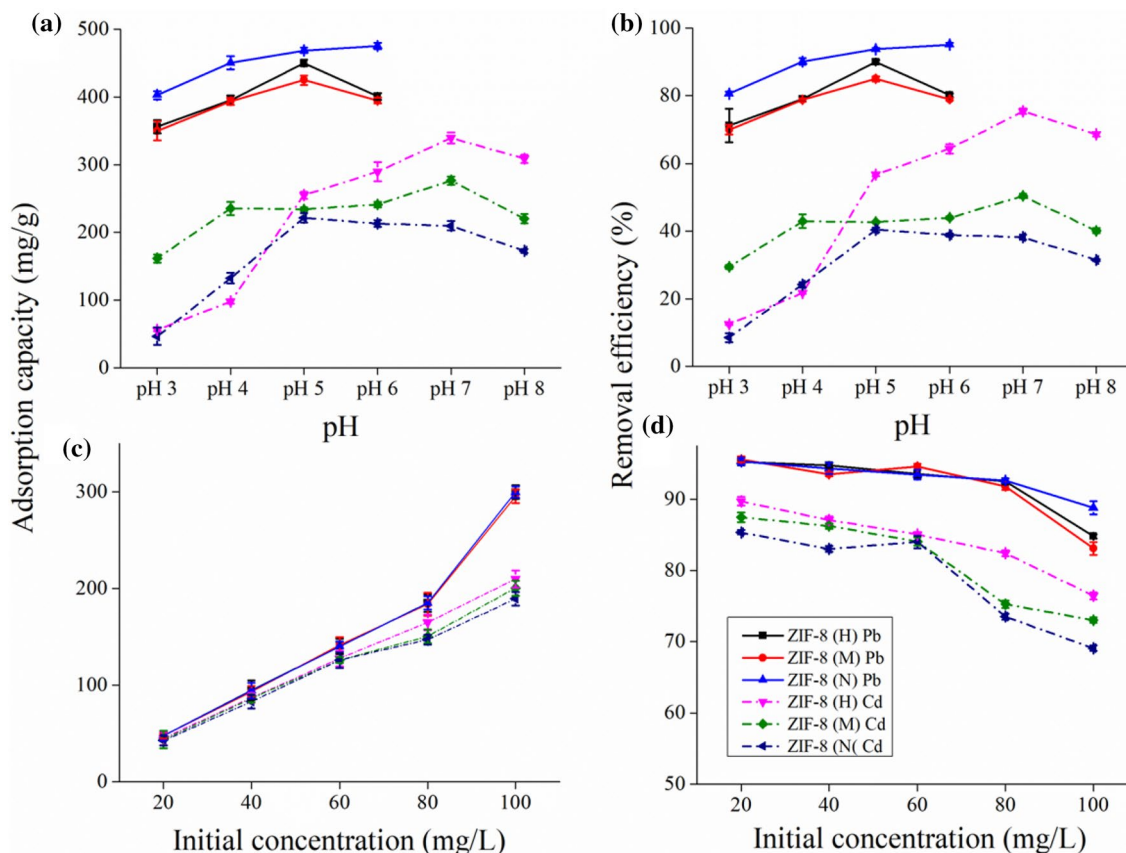 (a)
500
400
300
200
100
0
pH 3 pH 4 pH 5 pH 6 pH 7 pH 8
pH
(b)
100
80
60
40
20
0
pH 3 pH 4 pH 5 pH 6 pH 7 pH 8
pH
Adsorption capacity (mg/g)
Removal efficiency (%)
(c)
300
200
100
0
20 40 60 80 100
Initial concentration (mg/L)
(d)
90
80
70
60
50
ZIF-8 (H) Pb
ZIF-8 (M) Pb
ZIF-8 (N) Pb
ZIF-8 (H) Cd
ZIF-8 (M) Cd
ZIF-8 (N( Cd
20 40 60 80 100
Initial concentration (mg/L)